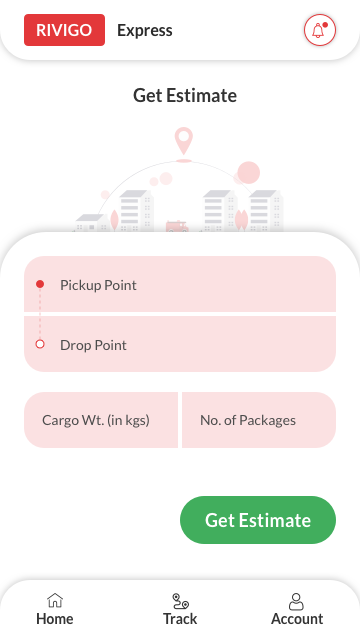 RIVIGO Express
Get Estimate
Pickup Point
Drop Point
Cargo Wt. (in kgs) No. of Packages
Get Estimate
Home Track Account